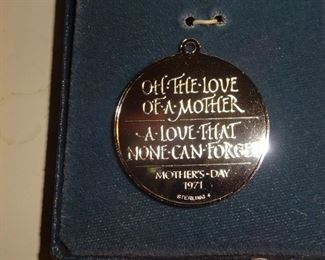 OH·THE·LOVE
OF·A·MOTHER
A·LOVE·THAT
NONE·CAN·FORGET
MOTHER'S·DAY
1971
STERLING